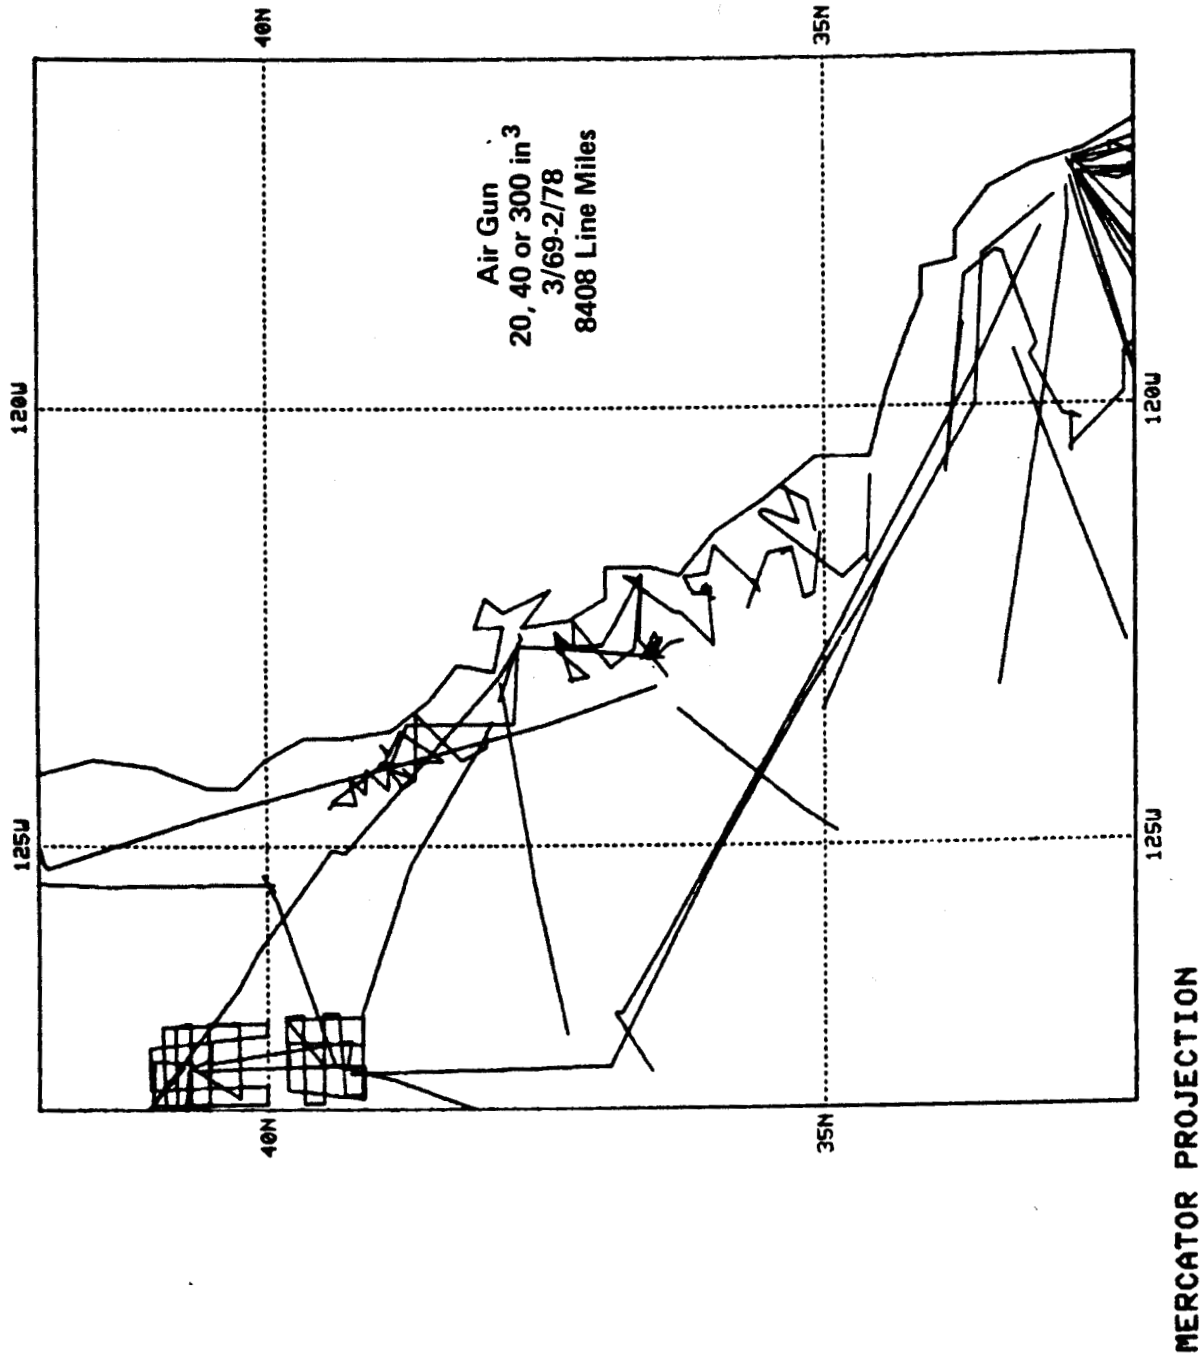 40N
35N
Air Gun
20, 40 or 300 in³
3/69-2/78
8408 Line Miles
120W
120W
125W
125W
40N
35N
MERCATOR PROJECTION